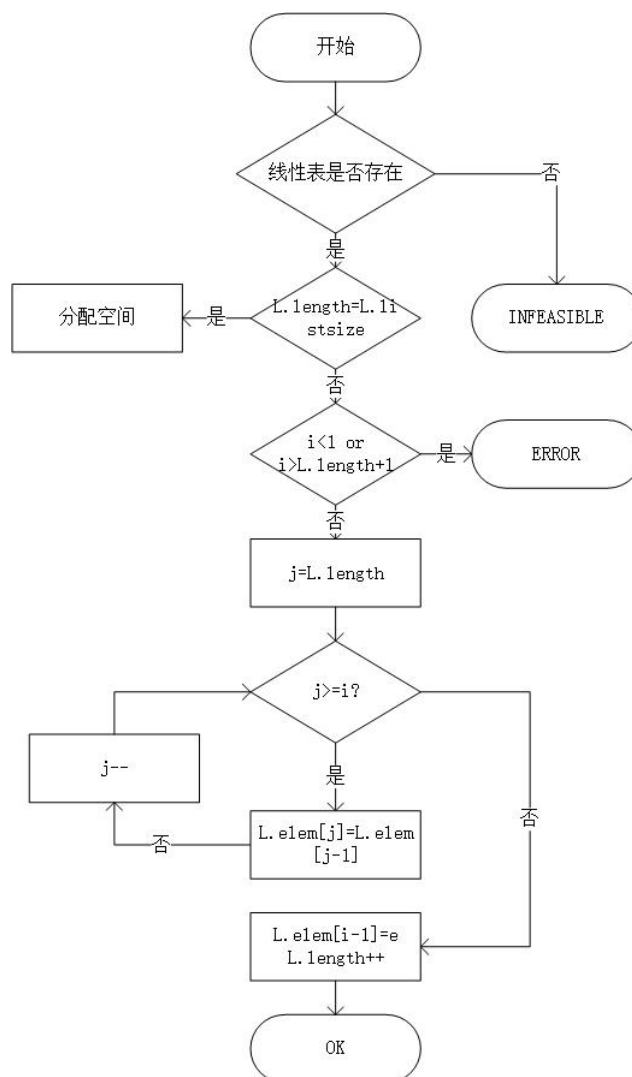 开始
线性表是否存在
否
是
L.length=L.li
stsize
是
分配空间
INFEASIBLE
否
i<1 or
i>L.length+1
是
ERROR
否
j=L.length
j>=i?
j--
是
否
L.elem[j]=L.elem
[j-1]
否
L.elem[i-1]=e
L.length++
OK